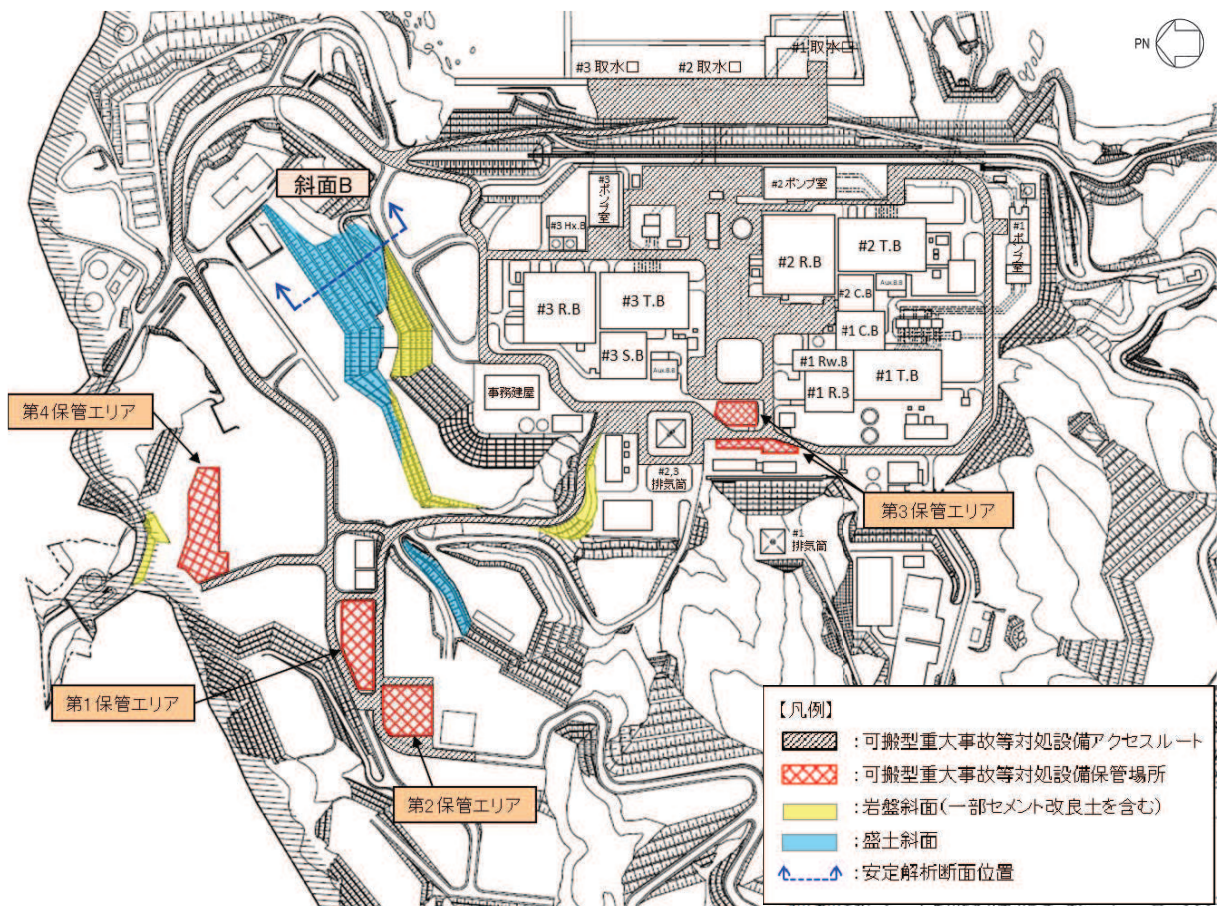 #1取水口
#3取水口
#2取水口
PN
斜面B
#3
ポンプ室
#2ポンプ室
#3 Hx.B
#1
ポンプ室
#2 R.B
#2 T.B
#3 R.B
#3 T.B
Aux.B.B
#2 C.B
#1 C.B
#3 S.B
Aux.B.B
#1 Rw.B
#1 R.B
#1 T.B
事務建屋
第4保管エリア
#2,3
排気筒
第3保管エリア
#1
排気筒
第1保管エリア
第2保管エリア
【凡例】
:可搬型重大事故等対処設備アクセスルート
:可搬型重大事故等対処設備保管場所
:岩盤斜面(一部セメント改良土を含む)
:盛土斜面
:安定解析断面位置